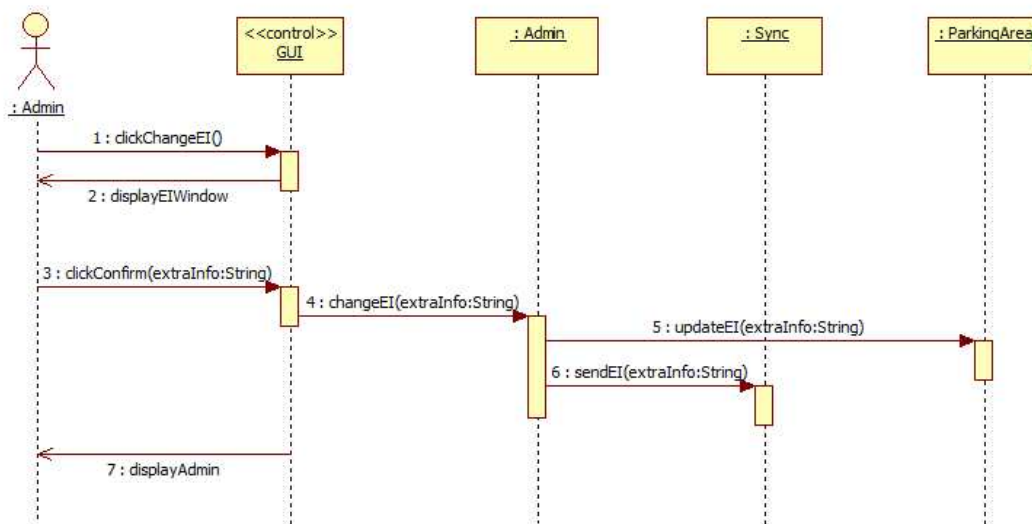 <<control>>
GUI
: Admin
: Sync
: ParkingArea
: Admin
1 : clickChangeEI()
2 : displayEIWindow
3 : clickConfirm(extraInfo:String)
4 : changeEI(extraInfo:String)
5 : updateEI(extraInfo:String)
6 : sendEI(extraInfo:String)
7 : displayAdmin